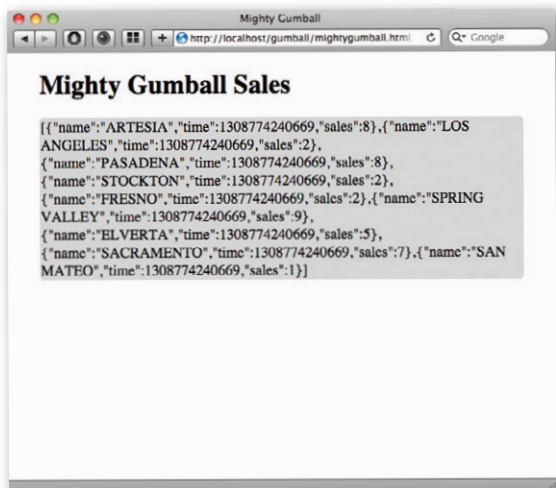 Mighty Gumball
http://localhost/gumball/mightygumball.html
Google
Mighty Gumball Sales
[{"name":"ARTESIA","time":1308774240669,"sales":8},{"name":"LOS
ANGELES","time":1308774240669,"sales":2},
{"name":"PASADENA","time":1308774240669,"sales":8},
{"name":"STOCKTON","time":1308774240669,"sales":2},
{"name":"FRESNO","time":1308774240669,"sales":2},{"name":"SPRING
VALLEY","time":1308774240669,"sales":9},
{"name":"ELVERTA","time":1308774240669,"sales":5},
{"name":"SACRAMENTO","time":1308774240669,"sales":7},{"name":"SAN
MATEO","time":1308774240669,"sales":1}]